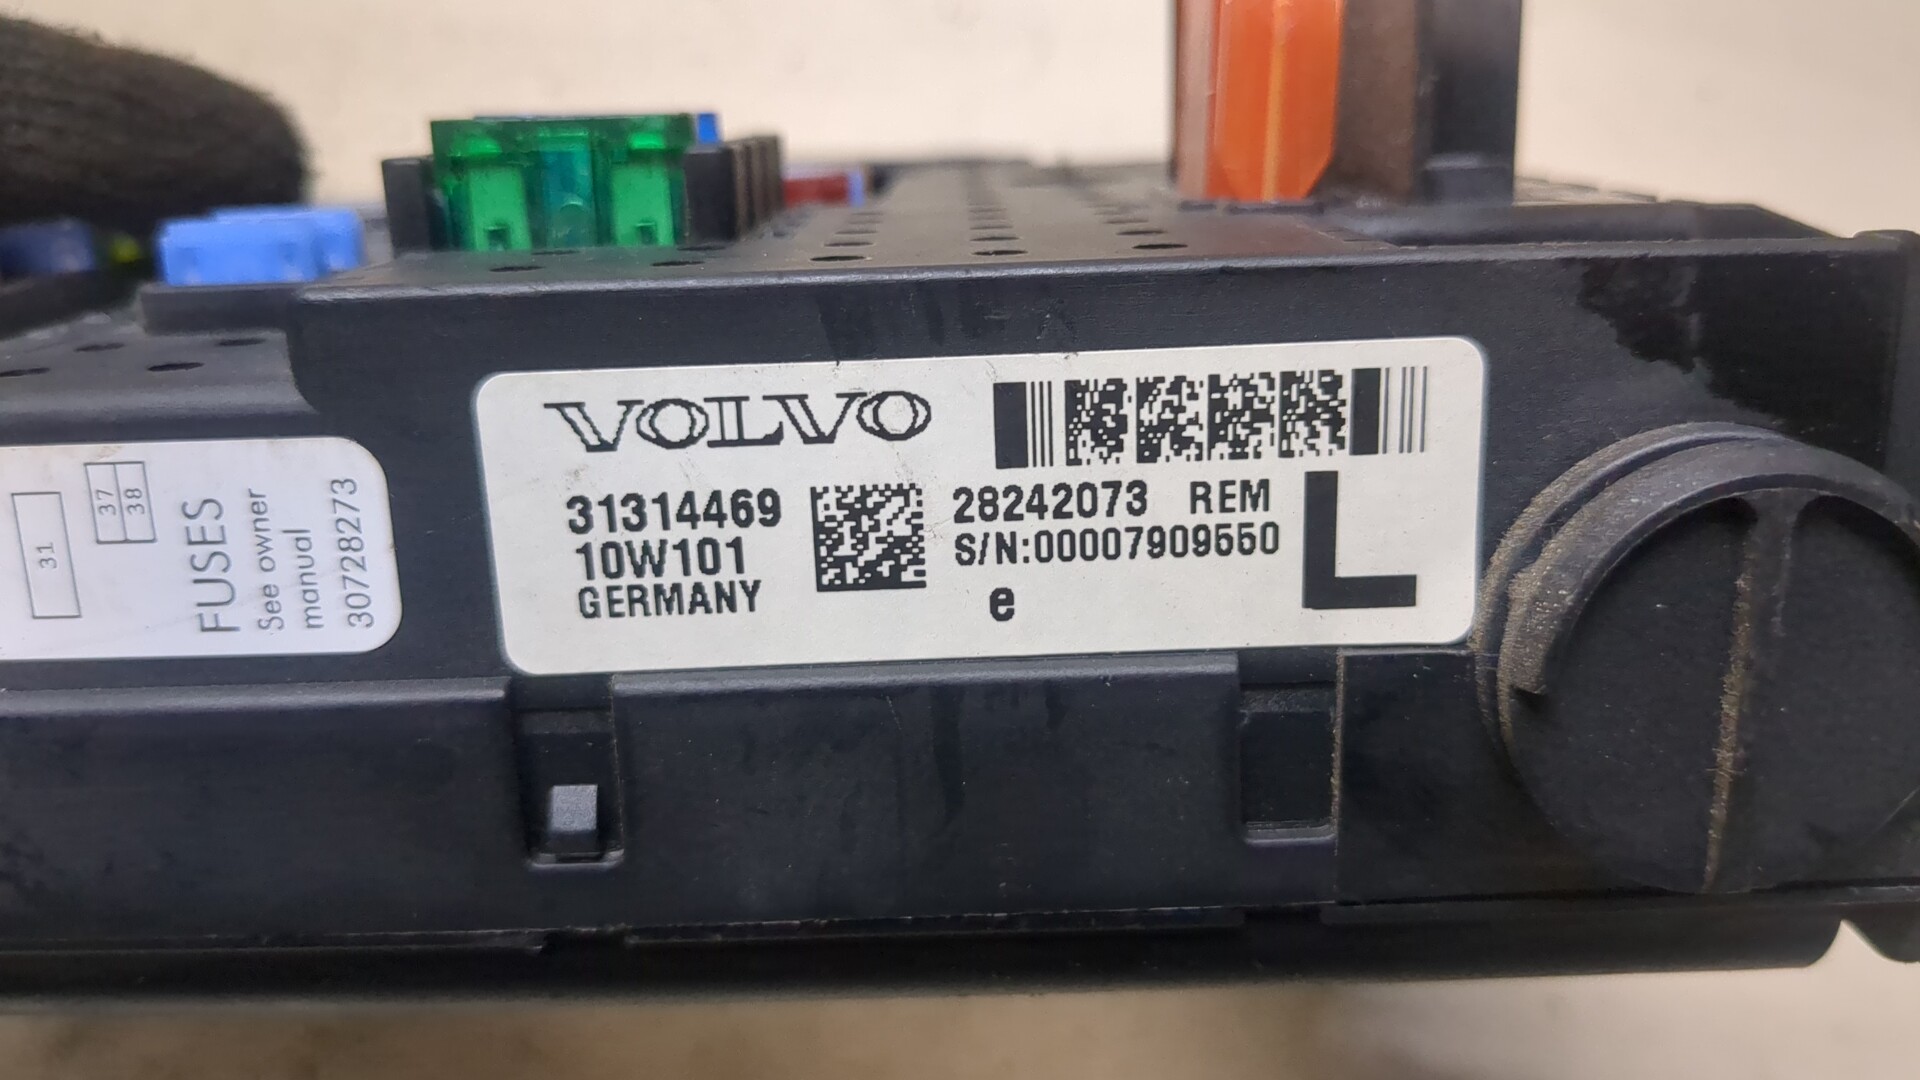 VOLVO
31314469
10W101
GERMANY
28242073 REM
S/N:00007909550
e
L
31
37
38
FUSES
See owner
manual
30728273